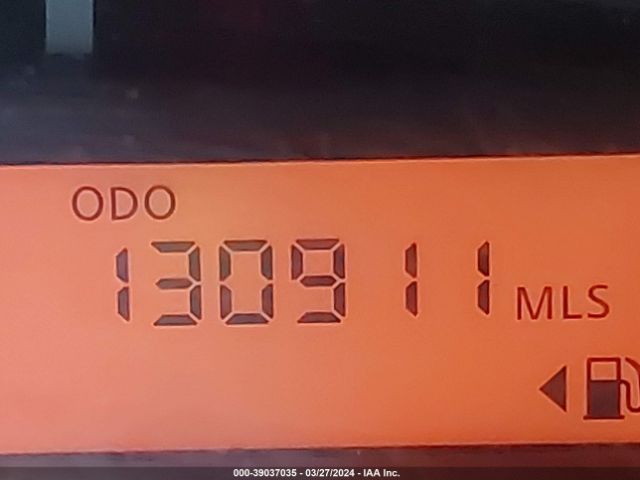 ODO
130911 MLS
000-39037035 - 03/27/2024 - IAA Inc.